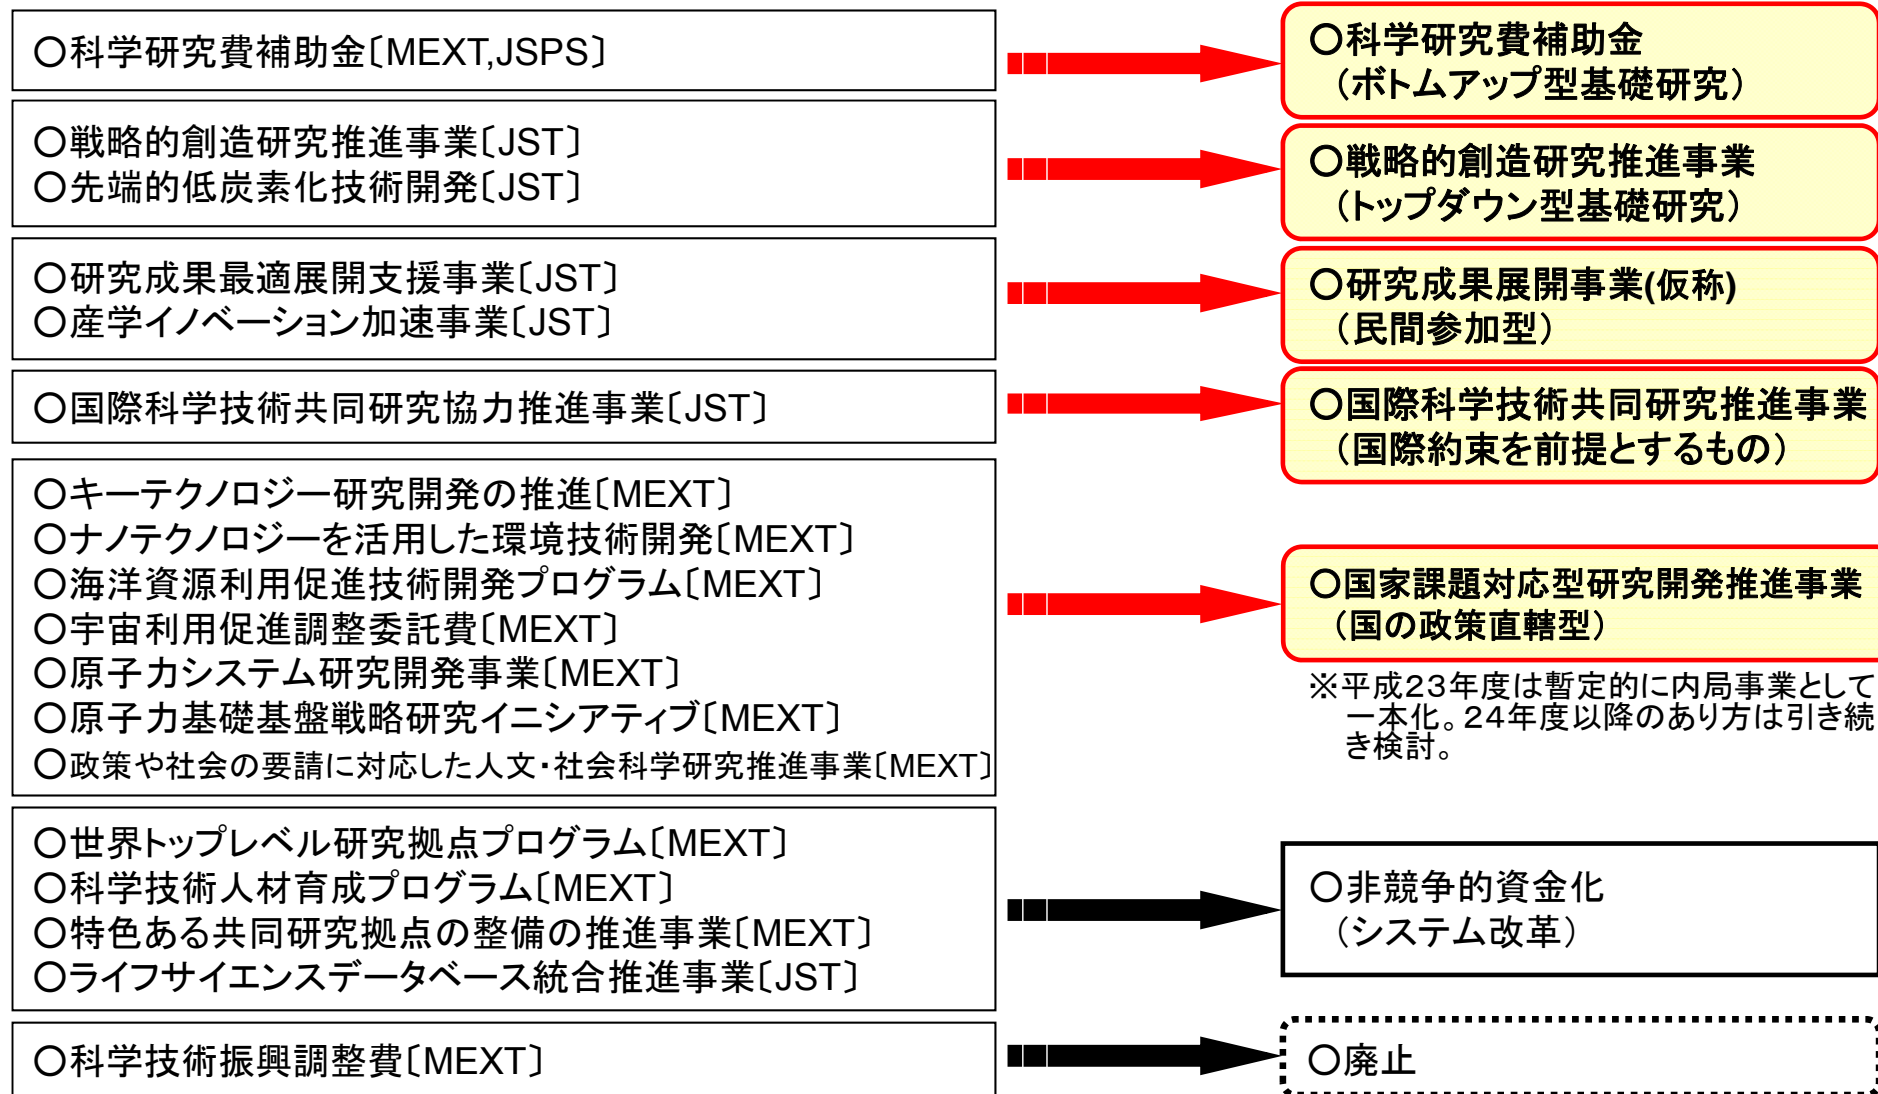 ○科学研究費補助金〔MEXT,JSPS〕
○科学研究費補助金
（ボトムアップ型基礎研究）
○戦略的創造研究推進事業〔JST〕
○先端的低炭素化技術開発〔JST〕
○戦略的創造研究推進事業
（トップダウン型基礎研究）
○研究成果最適展開支援事業〔JST〕
○産学イノベーション加速事業〔JST〕
○研究成果展開事業(仮称)
（民間参加型）
○国際科学技術共同研究協力推進事業〔JST〕
○国際科学技術共同研究推進事業
（国際約束を前提とするもの）
○キーテクノロジー研究開発の推進〔MEXT〕
○ナノテクノロジーを活用した環境技術開発〔MEXT〕
○海洋資源利用促進技術開発プログラム〔MEXT〕
○宇宙利用促進調整委託費〔MEXT〕
○原子力システム研究開発事業〔MEXT〕
○原子力基礎基盤戦略研究イニシアティブ〔MEXT〕
○政策や社会の要請に対応した人文・社会科学研究推進事業〔MEXT〕
○国家課題対応型研究開発推進事業
（国の政策直轄型）
※平成２３年度は暫定的に内局事業として
一本化。２４年度以降のあり方は引き続
き検討。
○世界トップレベル研究拠点プログラム〔MEXT〕
○科学技術人材育成プログラム〔MEXT〕
○特色ある共同研究拠点の整備の推進事業〔MEXT〕
○ライフサイエンスデータベース統合推進事業〔JST〕
○非競争的資金化
（システム改革）
○科学技術振興調整費〔MEXT〕
○廃止